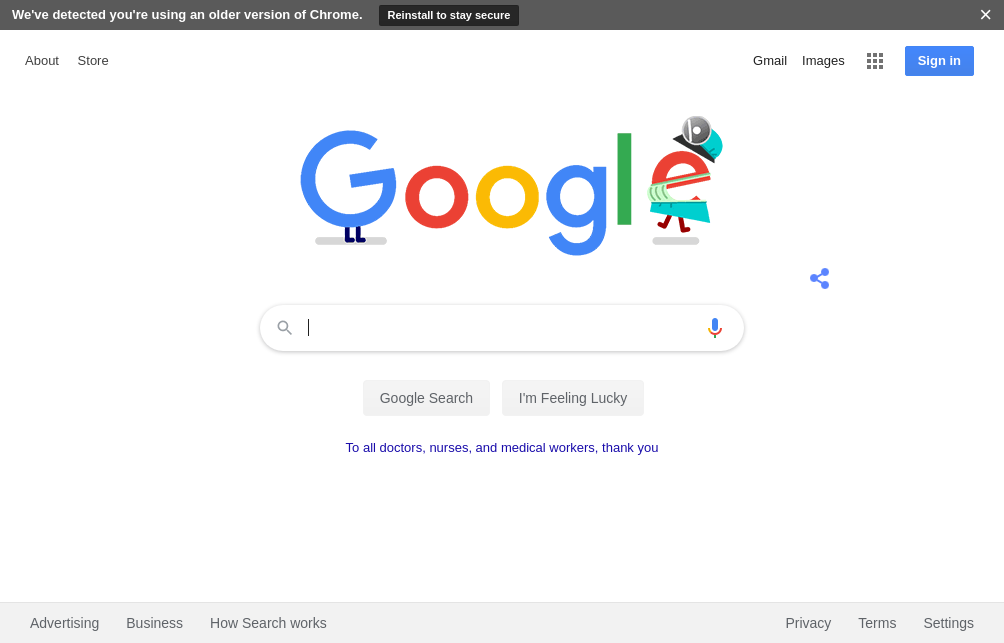 We've detected you're using an older version of Chrome. Reinstall to stay secure
About Store Gmail Images Sign in
Google
Google Search I'm Feeling Lucky
To all doctors, nurses, and medical workers, thank you
Advertising Business How Search works Privacy Terms Settings